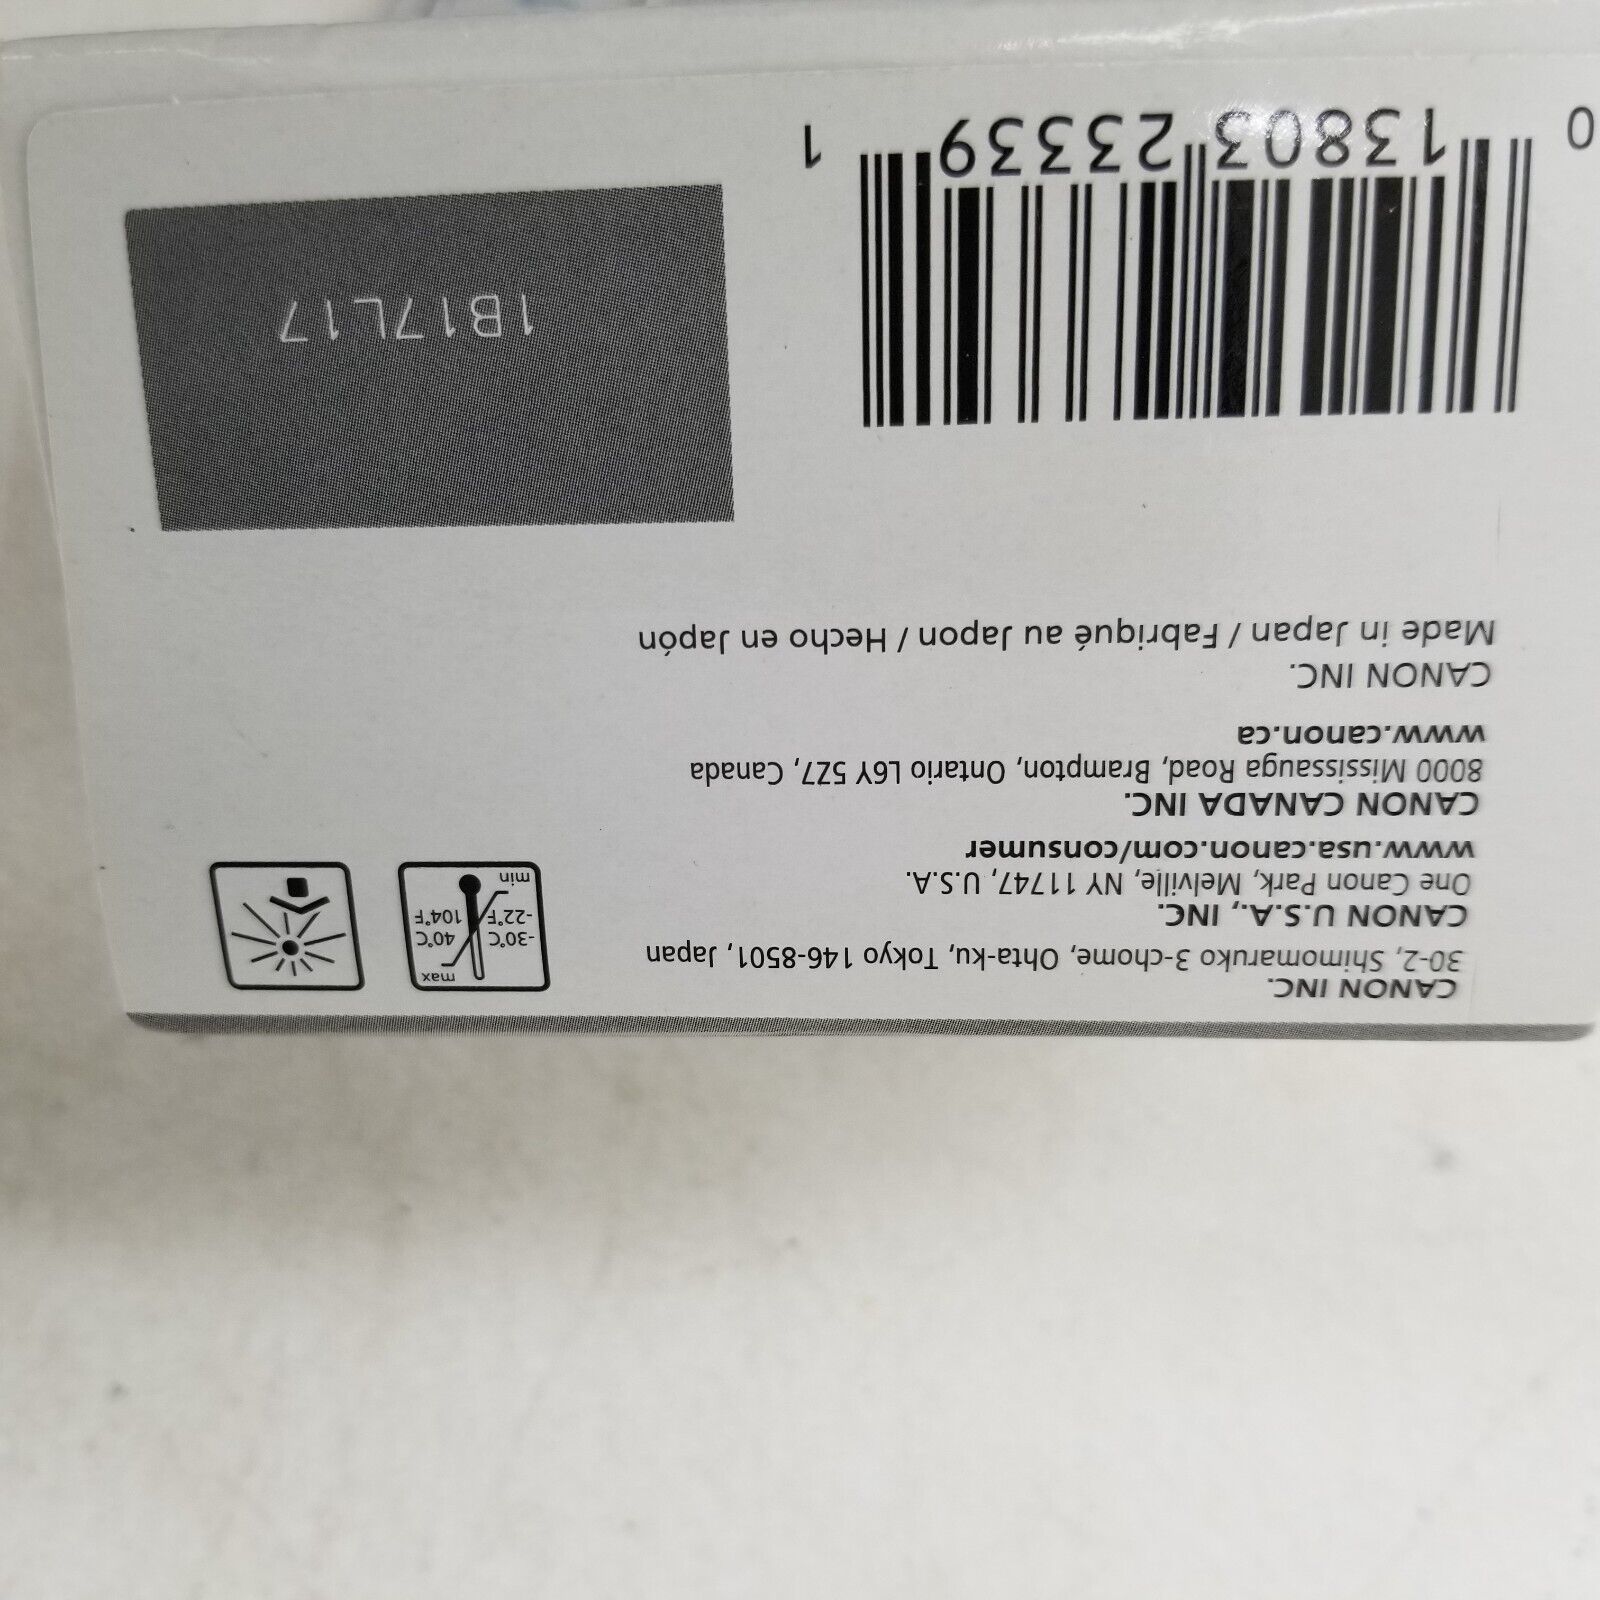 CANON INC.
30-2, Shimomaruko 3-chome, Ohta-ku, Tokyo 146-8501, Japan
CANON U.S.A., INC.
One Canon Park, Melville, NY 11747, U.S.A.
www.usa.canon.com/consumer
CANON CANADA INC.
8000 Mississauga Road, Brampton, Ontario L6Y 5Z7, Canada
www.canon.ca
max
-30°C 40°C
-22°F 104°F
min
CANON INC.
Made in Japan / Fabriqué au Japon / Hecho en Japón
1B17L17
0 13803 23339 1